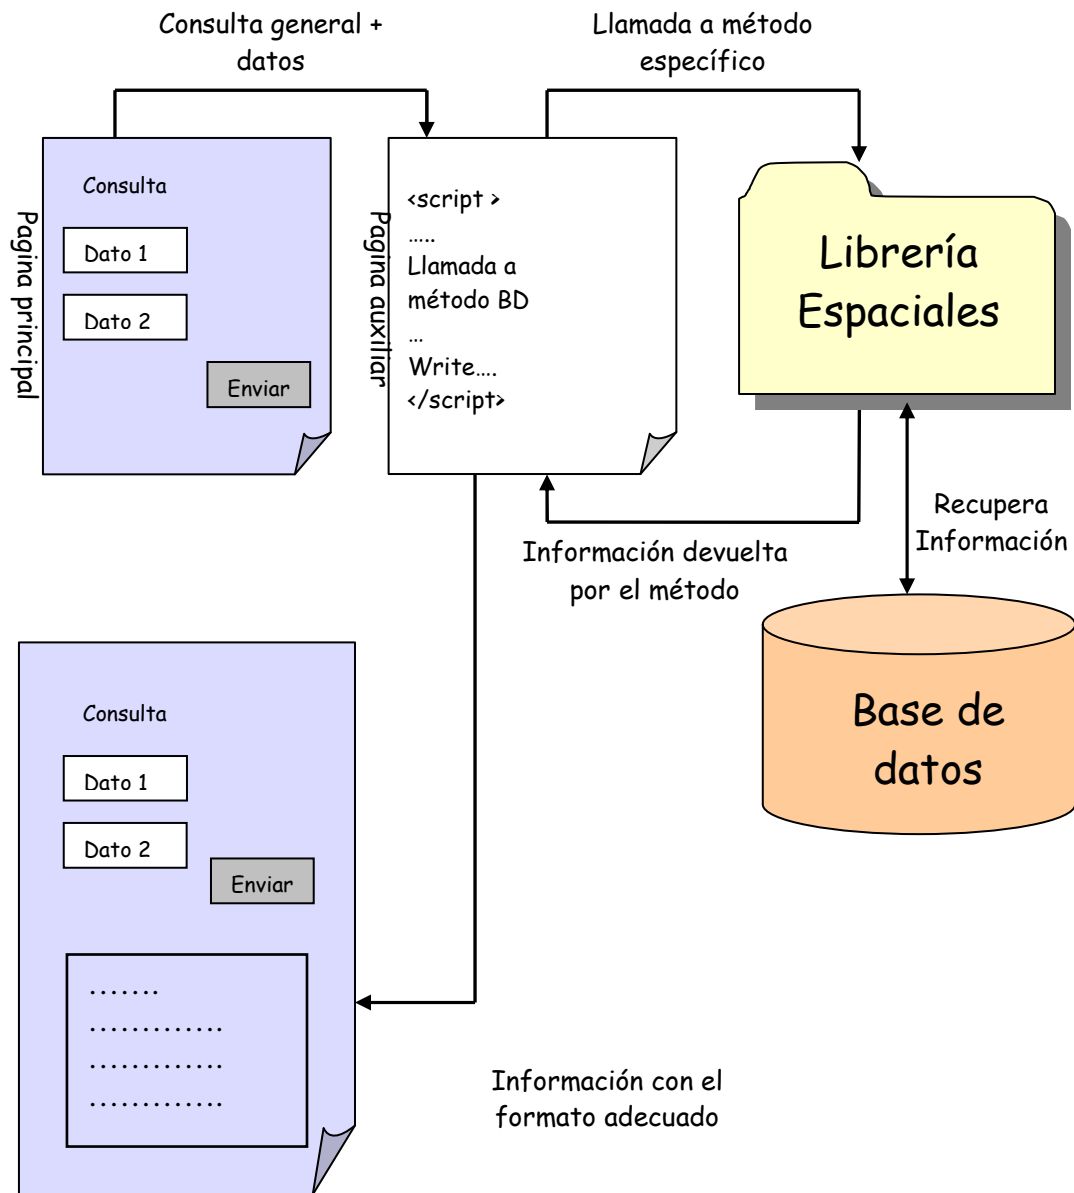 Consulta general +
datos
Llamada a método
específico
Pagina principal
Consulta
Dato 1
Dato 2
Enviar
Pagina auxiliar
<script >
…..
Llamada a
método BD
…
Write….
</script>
Librería
Espaciales
Información devuelta
por el método
Recupera
Información
Base de
datos
Consulta
Dato 1
Dato 2
Enviar
.......
.............
.............
.............
Información con el
formato adecuado